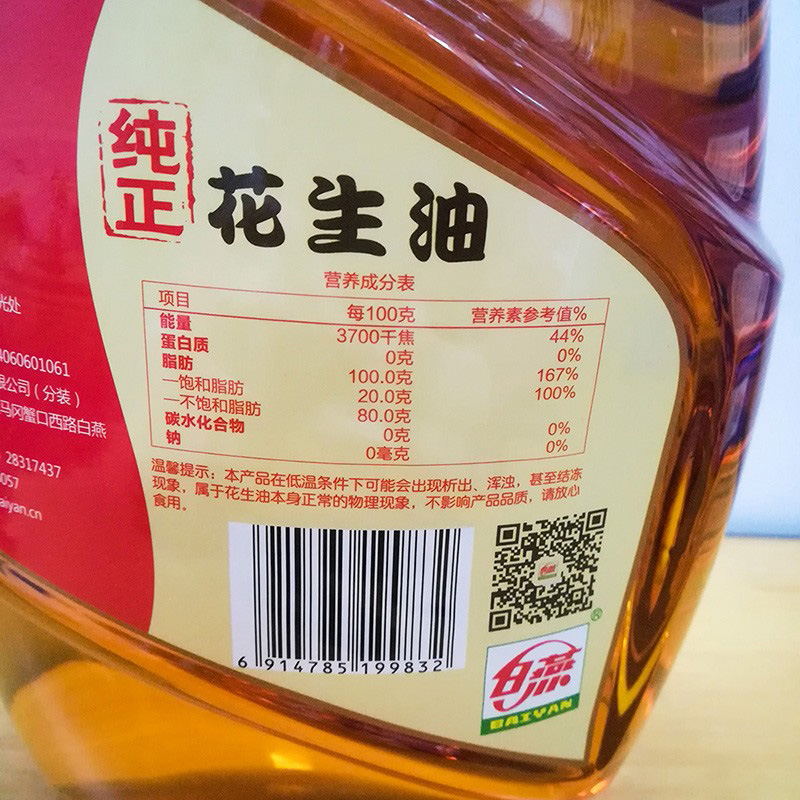 纯正
花生油
营养成分表
项目 每100克 营养素参考值%
能量 3700千焦 44%
蛋白质 0克 0%
脂肪 100.0克 167%
—饱和脂肪 20.0克 100%
—不饱和脂肪 80.0克
碳水化合物 0克 0%
钠 0毫克 0%
温馨提示：本产品在低温条件下可能会出现析出、浑浊，甚至结冻
现象，属于花生油本身正常的物理现象，不影响产品品质，请放心
食用。
光处
4060601061
限公司（分装）
马冈蟹口西路白燕
28317437
057
aiyan.cn
6 914785 199832
®
白燕
BAIYAN